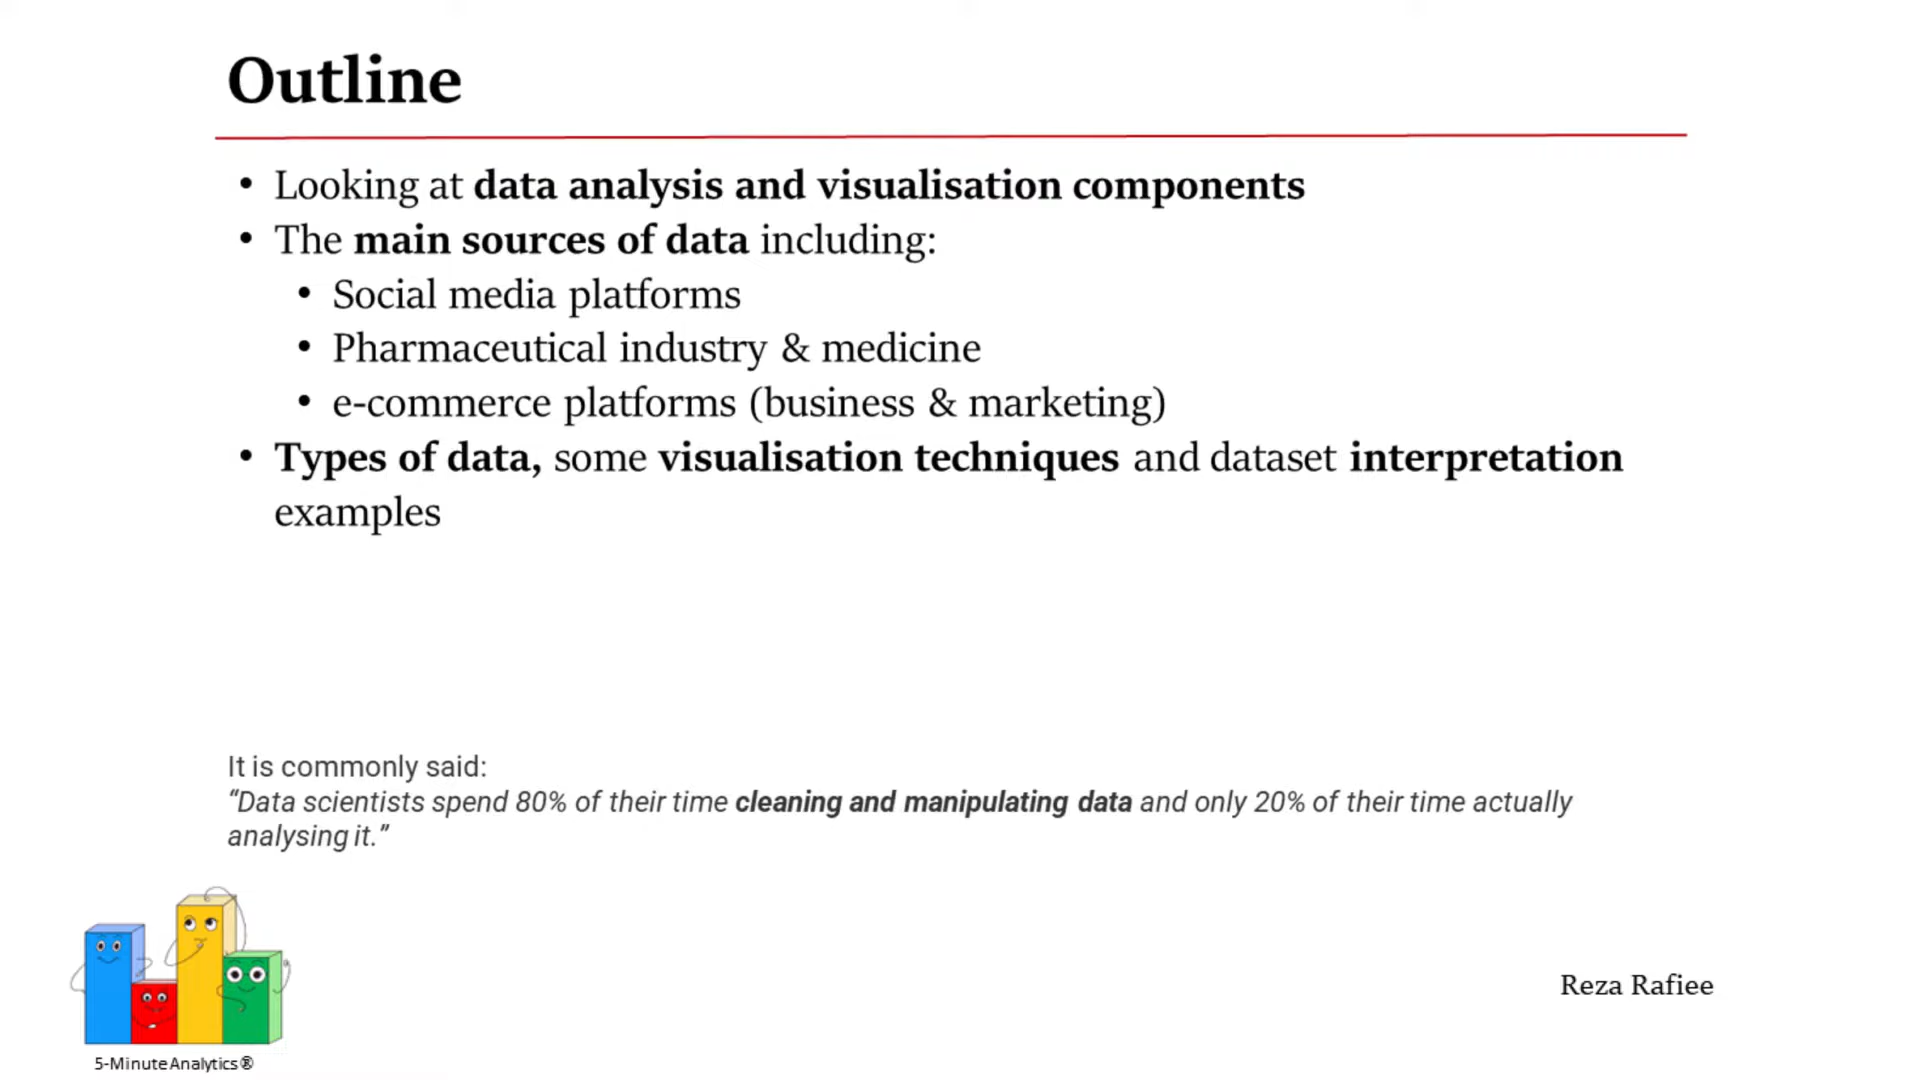 Outline
• Looking at data analysis and visualisation components
• The main sources of data including:
• Social media platforms
• Pharmaceutical industry & medicine
• e-commerce platforms (business & marketing)
• Types of data, some visualisation techniques and dataset interpretation
examples
It is commonly said:
“Data scientists spend 80% of their time cleaning and manipulating data and only 20% of their time actually
analysing it.”
Reza Rafiee
5-Minute Analytics®